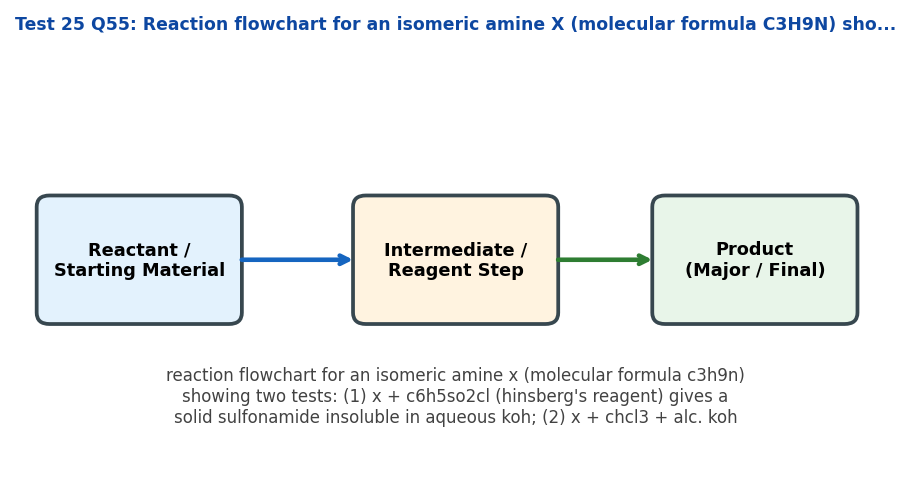 Test 25 Q55: Reaction flowchart for an isomeric amine X (molecular formula C3H9N) sho...
Reactant /
Starting Material
Intermediate /
Reagent Step
Product
(Major / Final)
reaction flowchart for an isomeric amine x (molecular formula c3h9n)
showing two tests: (1) x + c6h5so2cl (hinsberg's reagent) gives a
solid sulfonamide insoluble in aqueous koh; (2) x + chcl3 + alc. koh